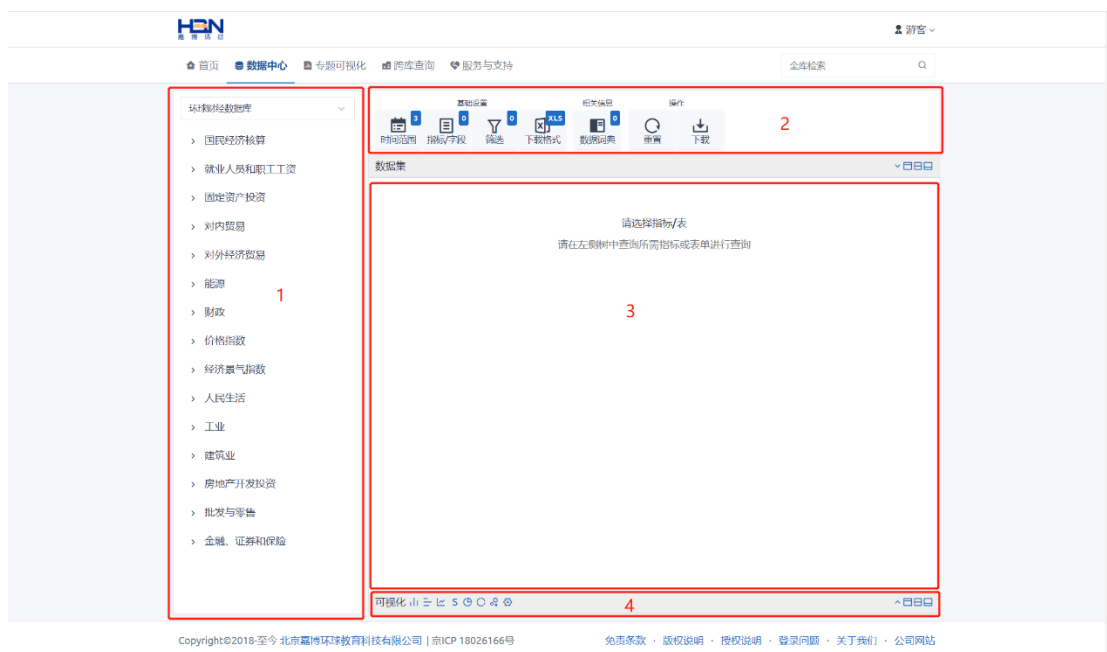 HBN
嘉博环球
游客
首页 数据中心 专题可视化 跨库查询 服务与支持 全库检索
环球财经数据库
国民经济核算
就业人员和职工工资
固定资产投资
对内贸易
对外经济贸易
能源
财政
价格指数
经济景气指数
人民生活
工业
建筑业
房地产开发投资
批发与零售
金融、证券和保险
1
基础设置 相关信息 操作
3 0 0 XLS 0
时间范围 指标/字段 筛选 下载格式 数据词典 重置 下载
2
数据集
请选择指标/表
请在左侧树中查询所需指标或表单进行查询
3
可视化
4
Copyright©2018-至今 北京嘉博环球教育科技有限公司 | 京ICP 18026166号 免责条款 · 版权说明 · 授权说明 · 登录问题 · 关于我们 · 公司网站